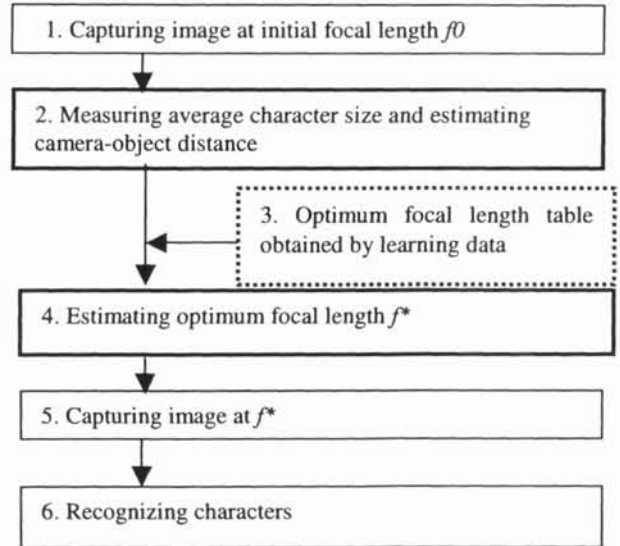 1. Capturing image at initial focal length f0
2. Measuring average character size and estimating
camera-object distance
3. Optimum focal length table
obtained by learning data
4. Estimating optimum focal length f*
5. Capturing image at f*
6. Recognizing characters